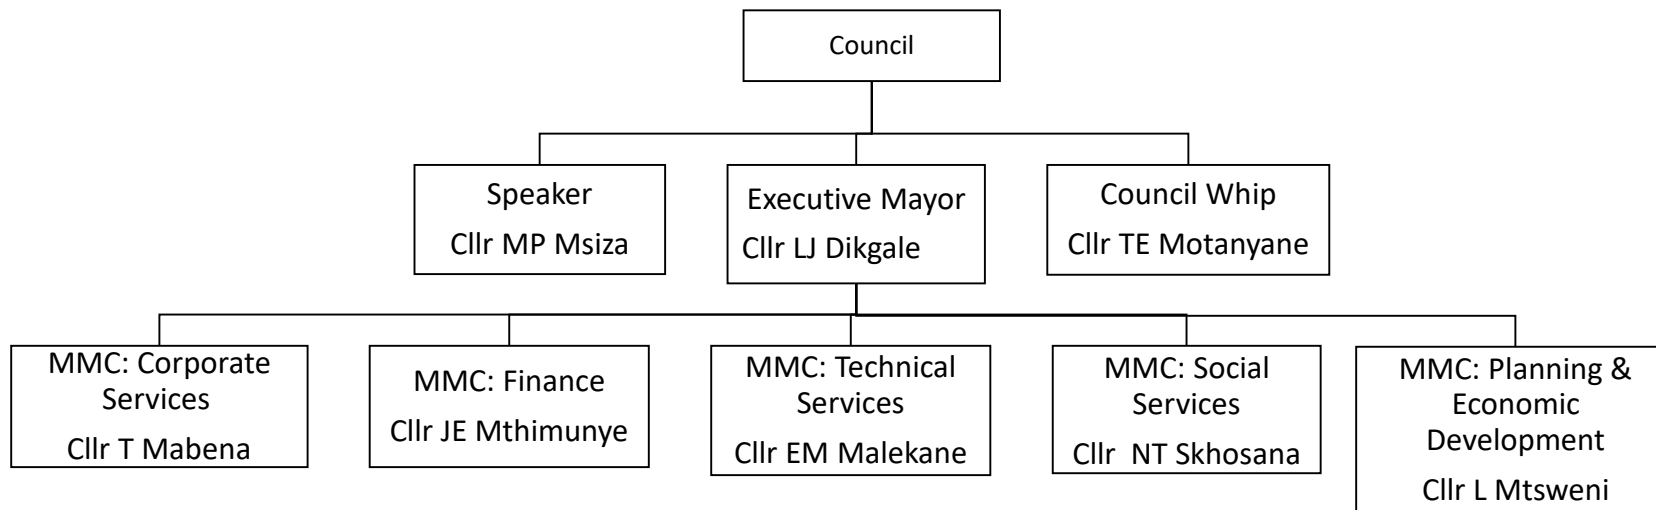 Council
Speaker
Cllr MP Msiza
Executive Mayor
Cllr LJ Dikgale
Council Whip
Cllr TE Motanyane
MMC: Corporate
Services
Cllr T Mabena
MMC: Finance
Cllr JE Mthimunye
MMC: Technical
Services
Cllr EM Malekane
MMC: Social
Services
Cllr NT Skhosana
MMC: Planning &
Economic
Development
Cllr L Mtsweni